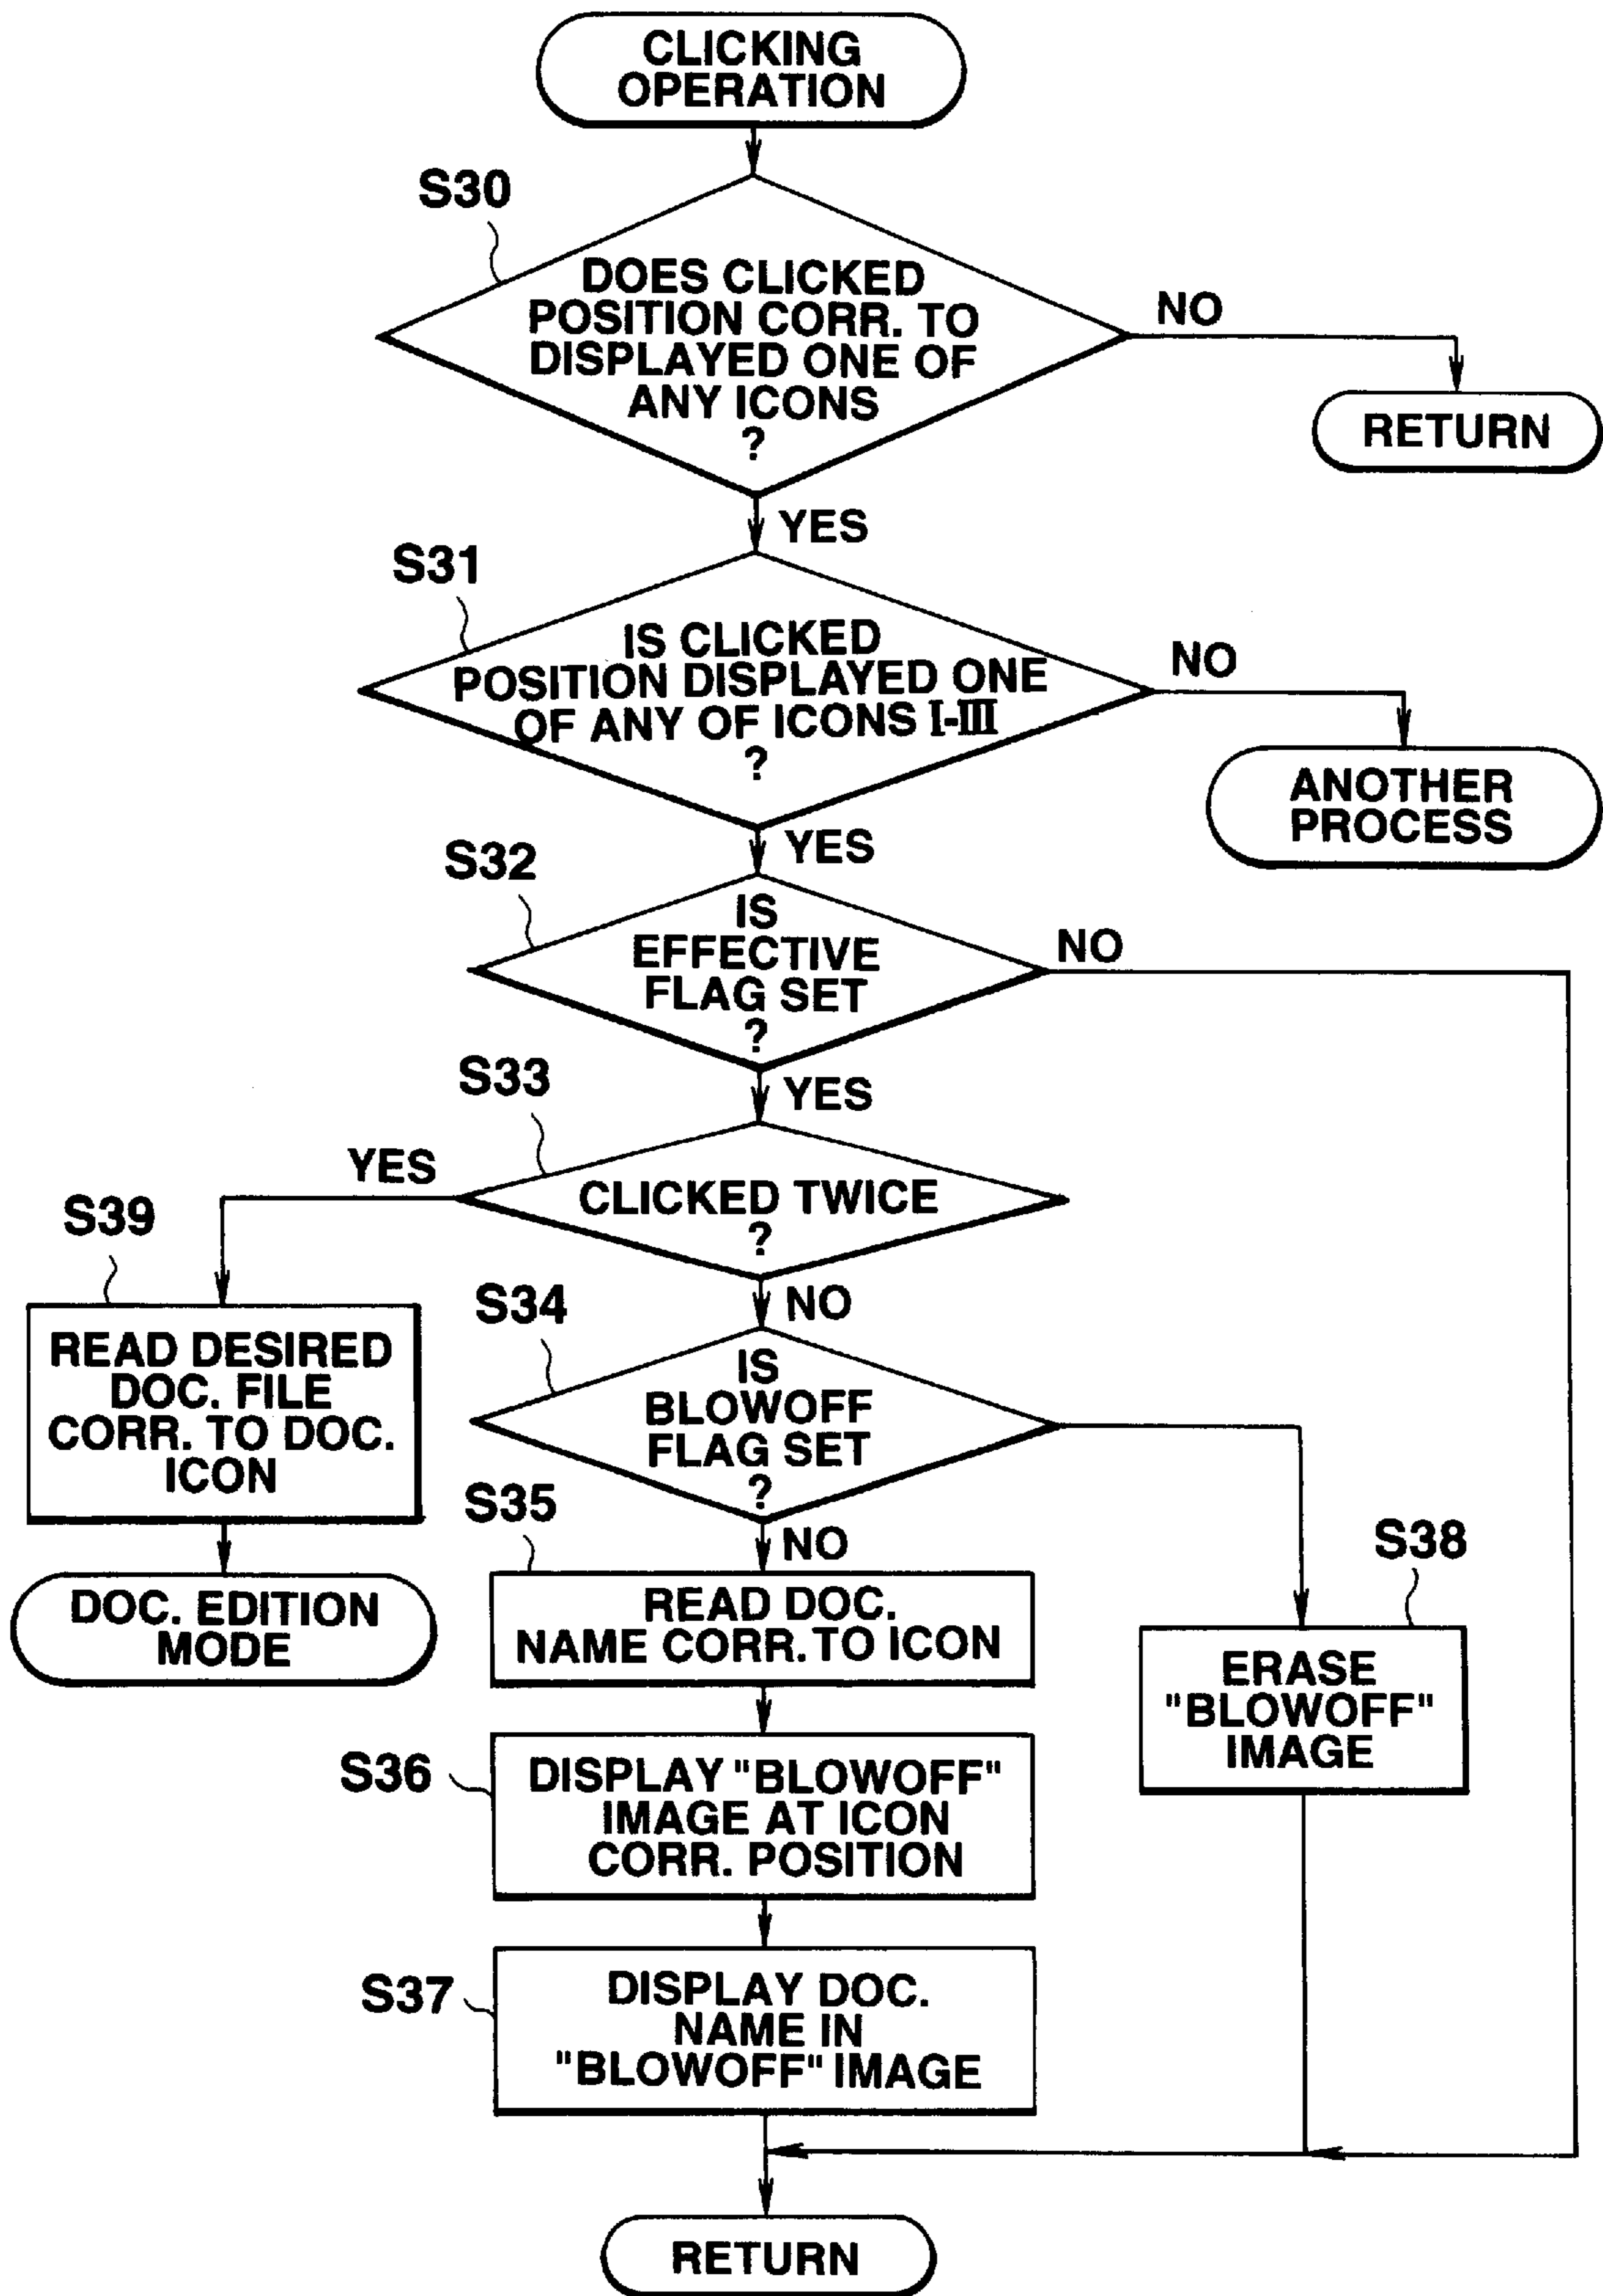 CLICKING
OPERATION
S30
DOES CLICKED
POSITION CORR. TO
DISPLAYED ONE OF
ANY ICONS
?
NO
RETURN
YES
S31
IS CLICKED
POSITION DISPLAYED ONE
OF ANY OF ICONS I-III
?
NO
ANOTHER
PROCESS
YES
S32
IS
EFFECTIVE
FLAG SET
?
NO
YES
S33
CLICKED TWICE
?
YES
S39
READ DESIRED
DOC. FILE
CORR. TO DOC.
ICON
DOC. EDITION
MODE
NO
S34
IS
BLOWOFF
FLAG SET
?
NO
S35
READ DOC.
NAME CORR. TO ICON
S38
ERASE
"BLOWOFF"
IMAGE
S36
DISPLAY "BLOWOFF"
IMAGE AT ICON
CORR. POSITION
S37
DISPLAY DOC.
NAME IN
"BLOWOFF" IMAGE
RETURN